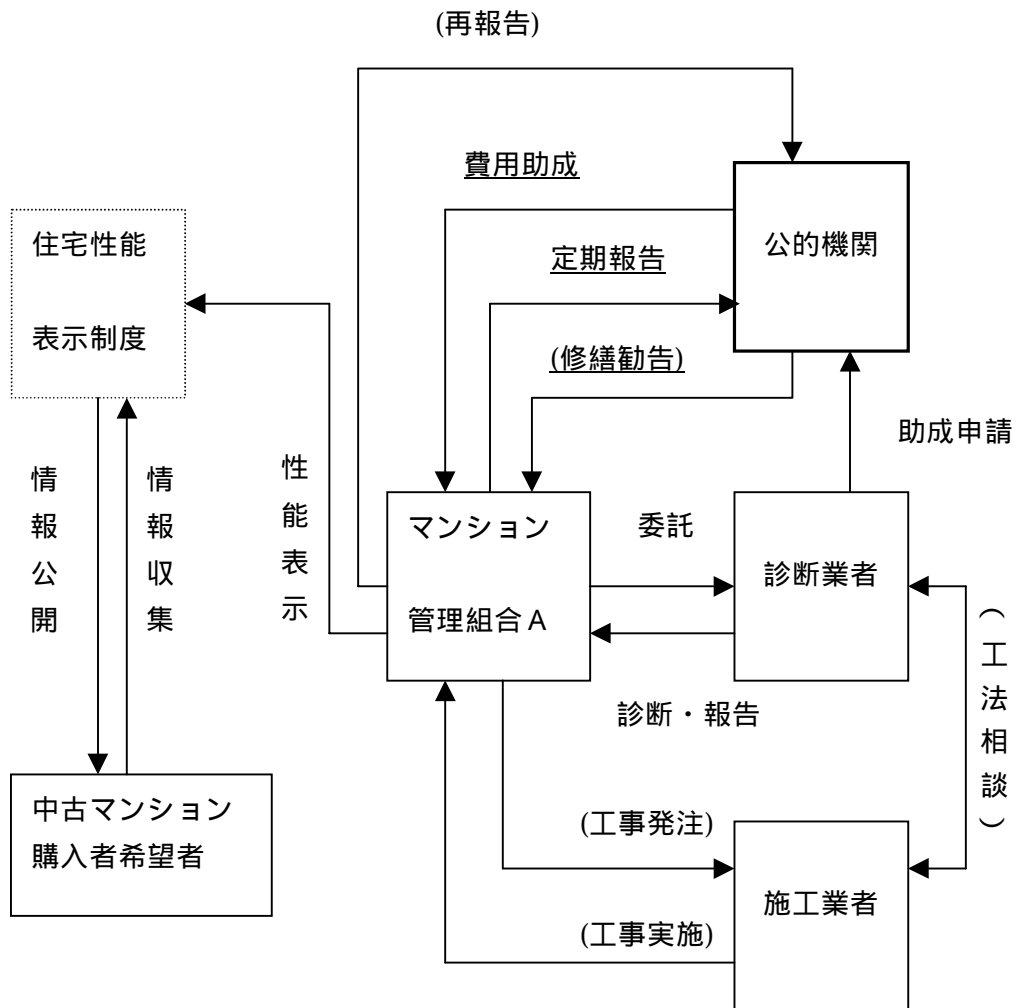 (再報告)
費用助成
公的機関
住宅性能
表示制度
定期報告
(修繕勧告)
助成申請
情報公開
情報収集
性能表示
マンション
管理組合A
委託
診断業者
診断・報告
(工法相談)
中古マンション
購入者希望者
(工事発注)
施工業者
(工事実施)